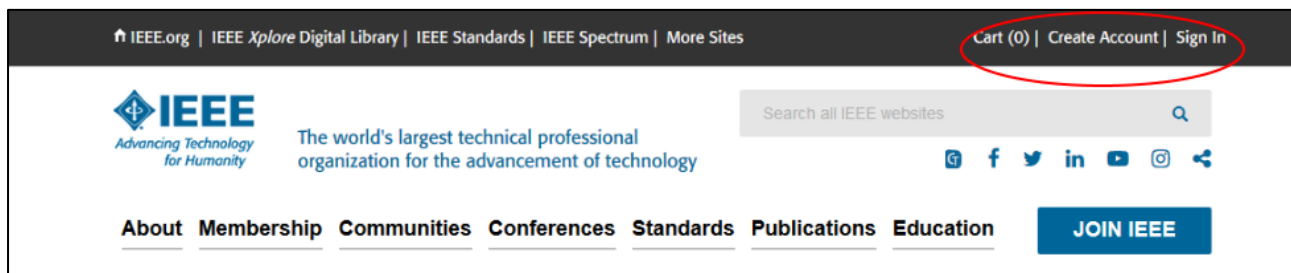 IEEE.org | IEEE Xplore Digital Library | IEEE Standards | IEEE Spectrum | More Sites
Cart (0) | Create Account | Sign In
IEEE
Advancing Technology
for Humanity
The world's largest technical professional
organization for the advancement of technology
Search all IEEE websites
About Membership Communities Conferences Standards Publications Education
JOIN IEEE